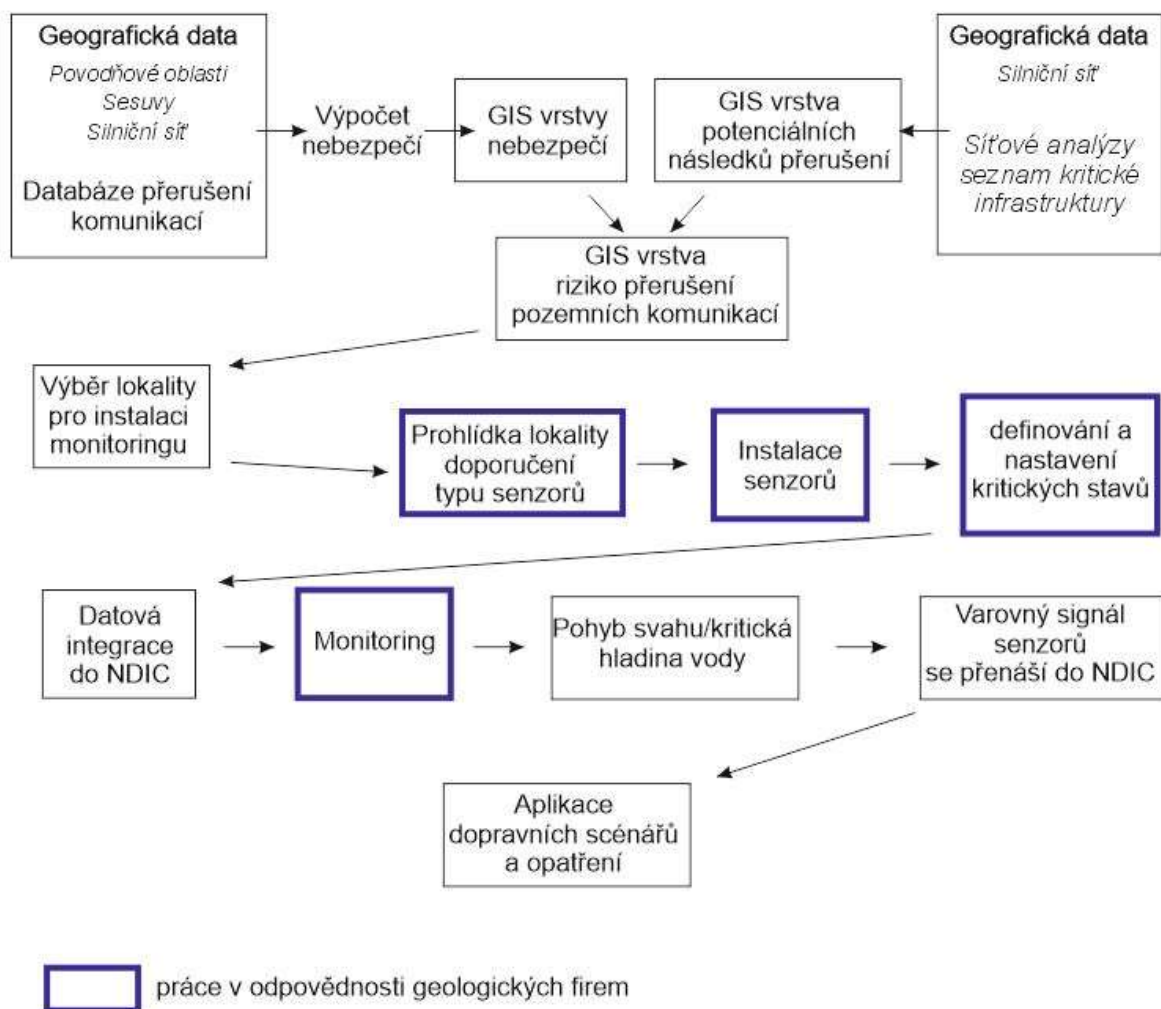 Geografická data
Povodňové oblasti
Sesuvy
Silniční síť
Databáze přerušení
komunikací
Výpočet
nebezpečí
GIS vrstvy
nebezpečí
GIS vrstva
potenciálních
následků přerušení
Geografická data
Silniční síť
Síťové analýzy
seznam kritické
infrastruktury
GIS vrstva
riziko přerušení
pozemních komunikací
Výběr lokality
pro instalaci
monitoringu
Prohlídka lokality
doporučení
typu senzorů
Instalace
senzorů
definování a
nastavení
kritických stavů
Datová
integrace
do NDIC
Monitoring
Pohyb svahu/kritická
hladina vody
Varovný signál
senzorů
se přenáší do NDIC
Aplikace
dopravních scénářů
a opatření
práce v odpovědnosti geologických firem